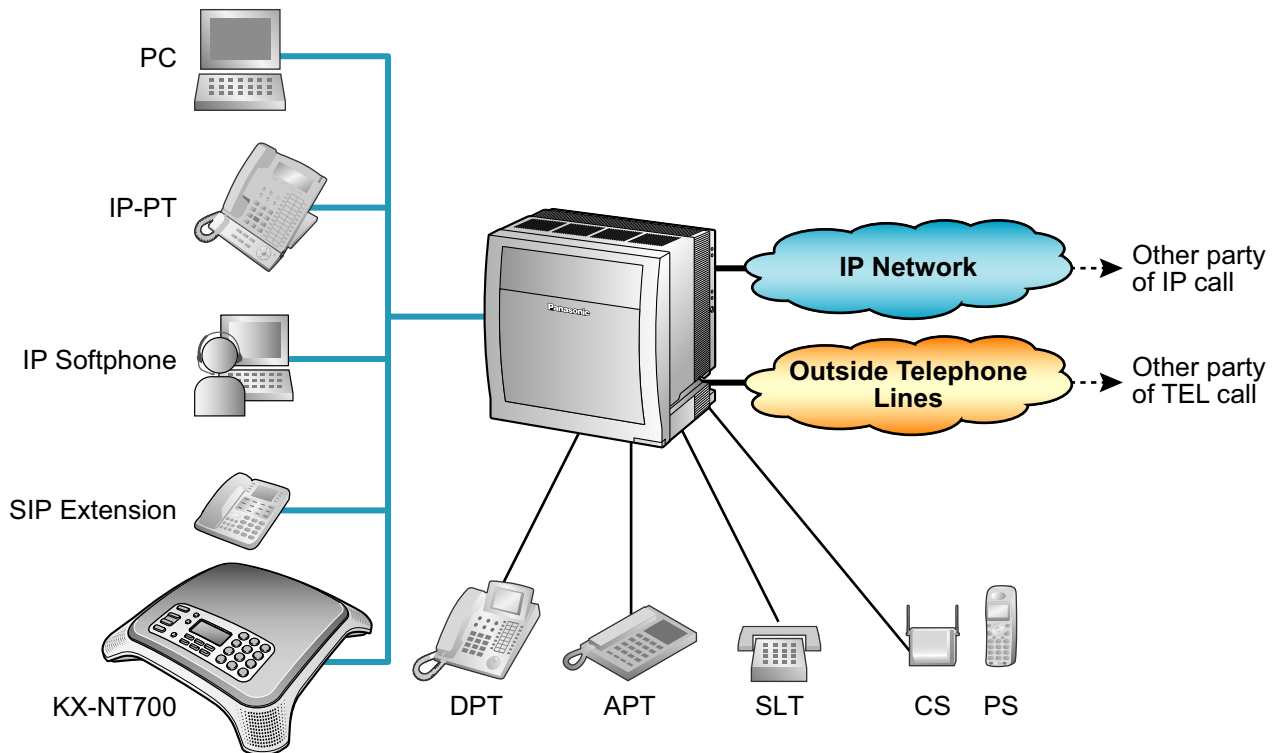 PC
IP-PT
IP Softphone
SIP Extension
KX-NT700
Panasonic
IP Network
Other party
of IP call
Outside Telephone
Lines
Other party
of TEL call
DPT
APT
SLT
CS
PS